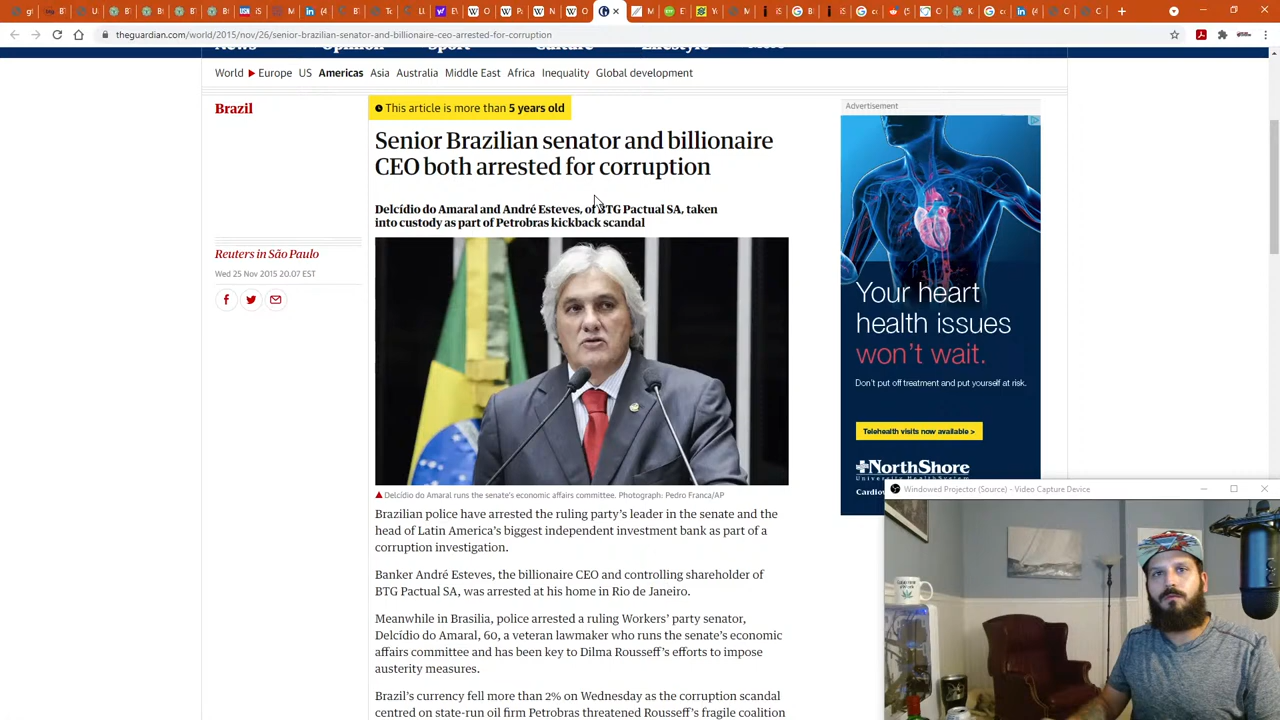 theguardian.com/world/2015/nov/26/senior-brazilian-senator-and-billionaire-ceo-arrested-for-corruption
News Opinion Sport Culture Lifestyle More
World Europe US Americas Asia Australia Middle East Africa Inequality Global development
Brazil
This article is more than 5 years old
Senior Brazilian senator and billionaire
CEO both arrested for corruption
Delcídio do Amaral and André Esteves, of BTG Pactual SA, taken
into custody as part of Petrobras kickback scandal
Reuters in São Paulo
Wed 25 Nov 2015 20.07 EST
Delcídio do Amaral runs the senate's economic affairs committee. Photograph: Pedro Franca/AP
Brazilian police have arrested the ruling party's leader in the senate and the
head of Latin America's biggest independent investment bank as part of a
corruption investigation.
Banker André Esteves, the billionaire CEO and controlling shareholder of
BTG Pactual SA, was arrested at his home in Rio de Janeiro.
Meanwhile in Brasilia, police arrested a ruling Workers' party senator,
Delcídio do Amaral, 60, a veteran lawmaker who runs the senate's economic
affairs committee and has been key to Dilma Rousseff's efforts to impose
austerity measures.
Brazil's currency fell more than 2% on Wednesday as the corruption scandal
centred on state-run oil firm Petrobras threatened Rousseff's fragile coalition
Advertisement
Your heart
health issues
won't wait.
Don't put off treatment and put yourself at risk.
Telehealth visits now available >
NorthShore
University HealthSystem
Windowed Projector (Source) - Video Capture Device